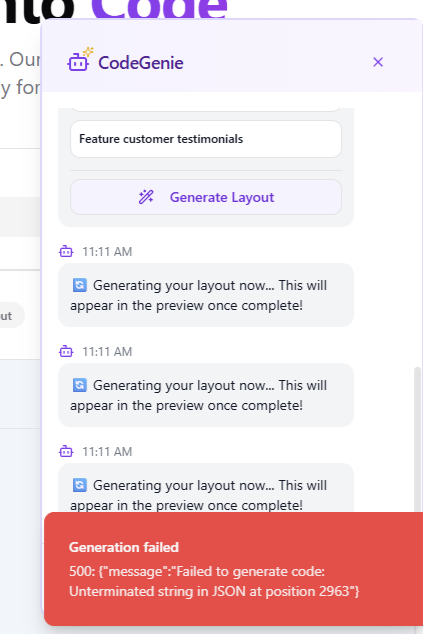 nto Code
. Our
y for
CodeGenie
Feature customer testimonials
Generate Layout
11:11 AM
Generating your layout now... This will
appear in the preview once complete!
11:11 AM
Generating your layout now... This will
appear in the preview once complete!
11:11 AM
Generating your layout now... This will
appear in the preview once complete!
out
Generation failed
500: {"message":"Failed to generate code:
Unterminated string in JSON at position 2963"}